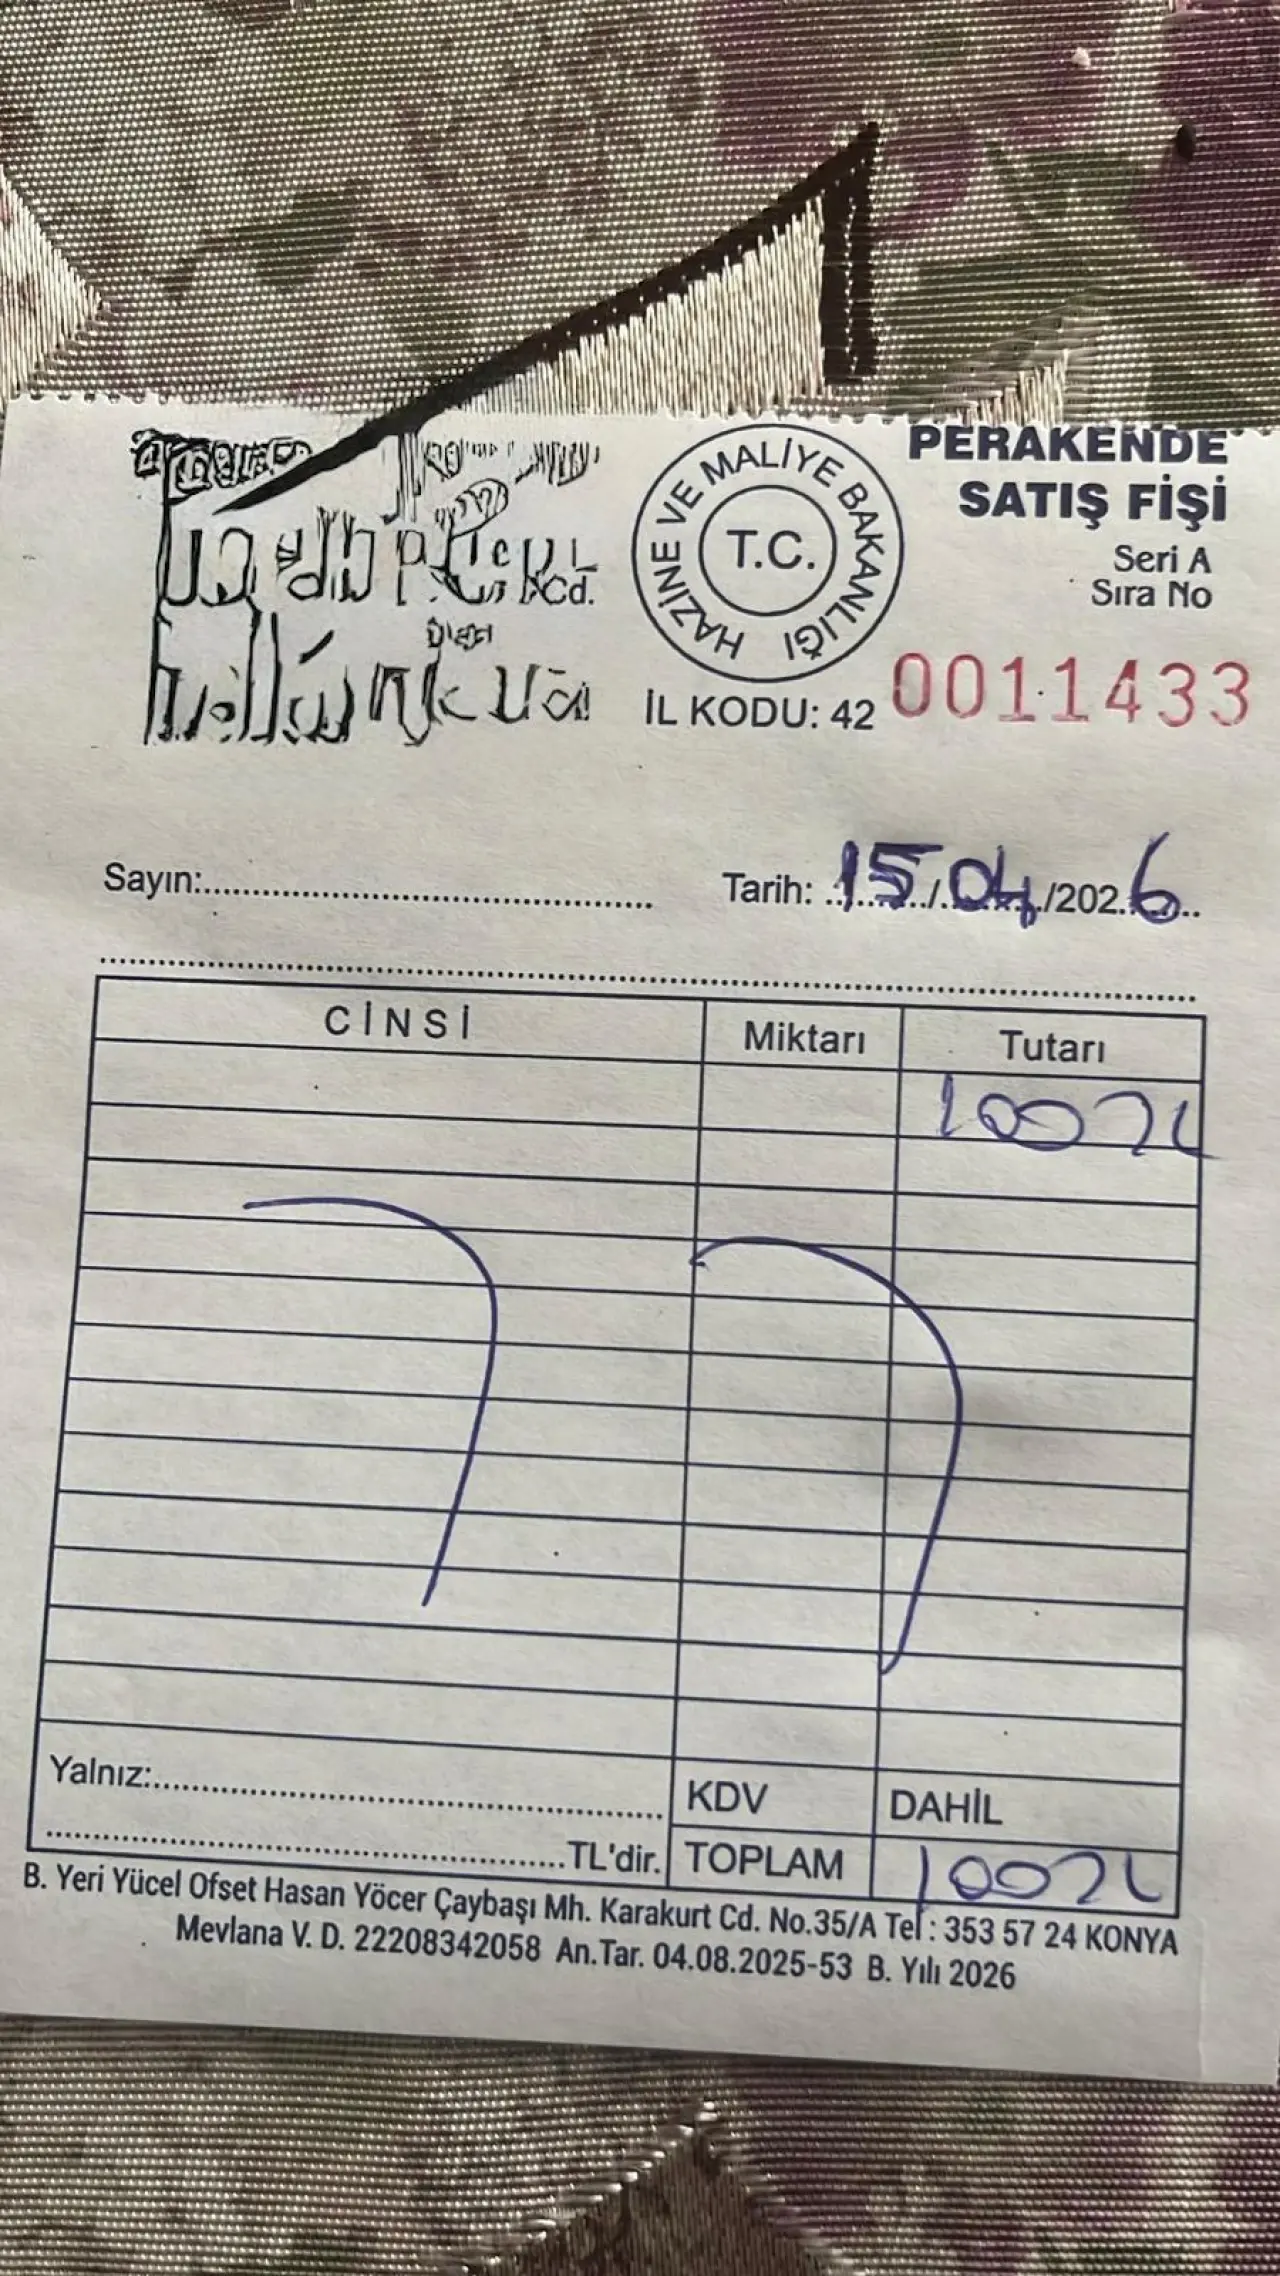 PERAKENDE
SATIŞ FİŞİ
Seri A
Sıra No
0011433
HAZİNE VE MALİYE BAKANLIĞI
T.C.
İL KODU: 42
Cd.
Sayın:
Tarih: 15/04/2026
CİNSİ Miktarı Tutarı
100TL
Yalnız:
TL'dir.
KDV DAHİL
TOPLAM 100TL
B. Yeri Yücel Ofset Hasan Yöcer Çaybaşı Mh. Karakurt Cd. No.35/A Tel : 353 57 24 KONYA
Mevlana V. D. 22208342058 An.Tar. 04.08.2025-53 B. Yılı 2026